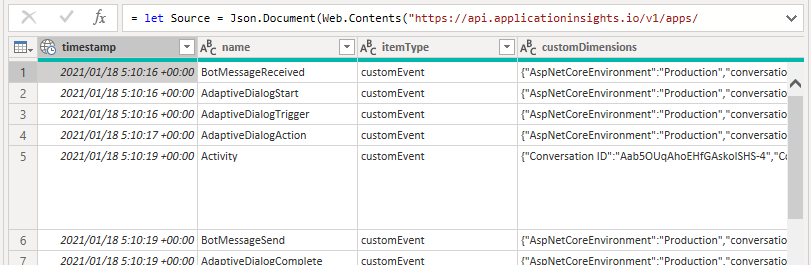 fx = let Source = Json.Document(Web.Contents("https://api.applicationinsights.io/v1/apps/
timestamp ABC name ABC itemType ABC customDimensions
1 2021/01/18 5:10:16 +00:00 BotMessageReceived customEvent {"AspNetCoreEnvironment":"Production","conversatio
2 2021/01/18 5:10:16 +00:00 AdaptiveDialogStart customEvent {"AspNetCoreEnvironment":"Production","conversatio
3 2021/01/18 5:10:16 +00:00 AdaptiveDialogTrigger customEvent {"AspNetCoreEnvironment":"Production","conversatio
4 2021/01/18 5:10:17 +00:00 AdaptiveDialogAction customEvent {"AspNetCoreEnvironment":"Production","conversatio
5 2021/01/18 5:10:19 +00:00 Activity customEvent {"Conversation ID":"Aab5OUqAhoEHfGAskoISHS-4","Co
6 2021/01/18 5:10:19 +00:00 BotMessageSend customEvent {"AspNetCoreEnvironment":"Production","conversatio
7 2021/01/18 5:10:19 +00:00 AdaptiveDialogComplete customEvent {"AspNetCoreEnvironment":"Production","conversatio